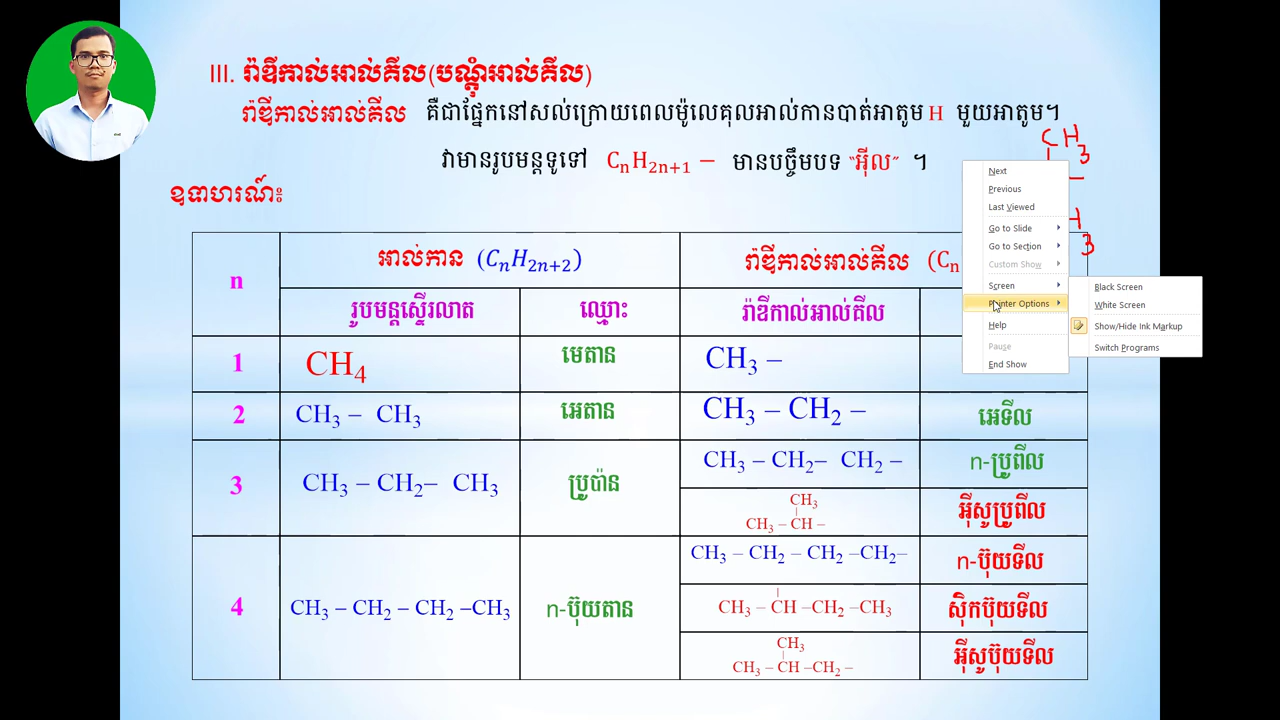 III. រ៉ាឌីកាល់អាល់គីល(បណ្ដុំអាល់គីល)
រ៉ាឌីកាល់អាល់គីល គឺជាផ្នែកនៅសល់ក្រោយពេលម៉ូលេគុលអាល់កានបាត់អាតូម H មួយអាតូម។
វាមានរូបមន្តទូទៅ CₙH₂ₙ₊₁ − មានបច្ច័យបទ “អ៊ីល” ។
CH₃
ឧទាហរណ៍៖
H₃
n អាល់កាន (CₙH₂ₙ₊₂) រ៉ាឌីកាល់អាល់គីល (Cₙ
រូបមន្តស្ទើរលាត ឈ្មោះ រ៉ាឌីកាល់អាល់គីល
1 CH₄ មេតាន CH₃ –
2 CH₃ – CH₃ អេតាន CH₃ – CH₂ – អេទីល
3 CH₃ – CH₂– CH₃ ប្រូប៉ាន CH₃ – CH₂– CH₂ – n-ប្រូពីល
CH₃
CH₃ – CH – អ៊ីសូប្រូពីល
4 CH₃ – CH₂ – CH₂ –CH₃ n-ប៊ុយតាន CH₃ – CH₂ – CH₂ –CH₂– n-ប៊ុយទីល
CH₃ – CH –CH₂ –CH₃ ស៊ិកប៊ុយទីល
CH₃
CH₃ – CH –CH₂ – អ៊ីសូប៊ុយទីល
Next
Previous
Last Viewed
Go to Slide
Go to Section
Custom Show
Screen
Pointer Options
Help
Pause
End Show
Black Screen
White Screen
Show/Hide Ink Markup
Switch Programs